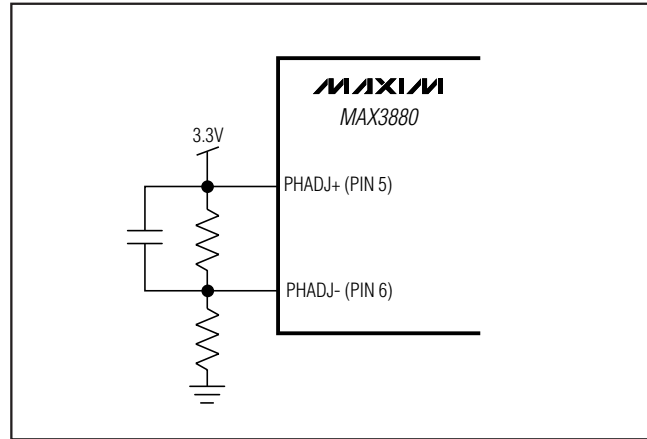 MAXIM
MAX3880
3.3V
PHADJ+ (PIN 5)
PHADJ- (PIN 6)